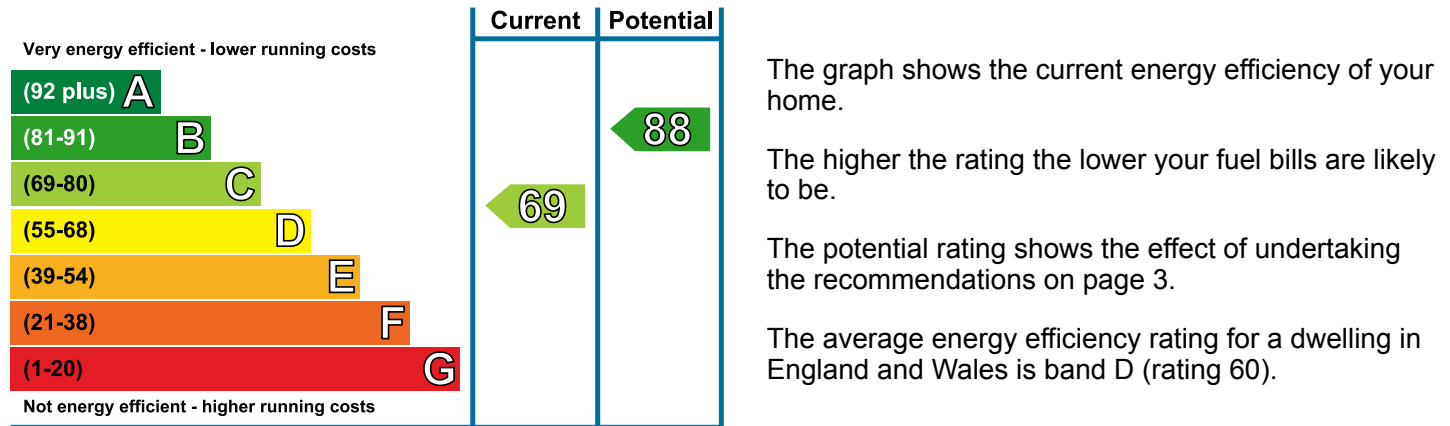 Current Potential
Very energy efficient - lower running costs
(92 plus) A
(81-91) B
88
(69-80) C
69
(55-68) D
(39-54) E
(21-38) F
(1-20) G
Not energy efficient - higher running costs
The graph shows the current energy efficiency of your
home.
The higher the rating the lower your fuel bills are likely
to be.
The potential rating shows the effect of undertaking
the recommendations on page 3.
The average energy efficiency rating for a dwelling in
England and Wales is band D (rating 60).